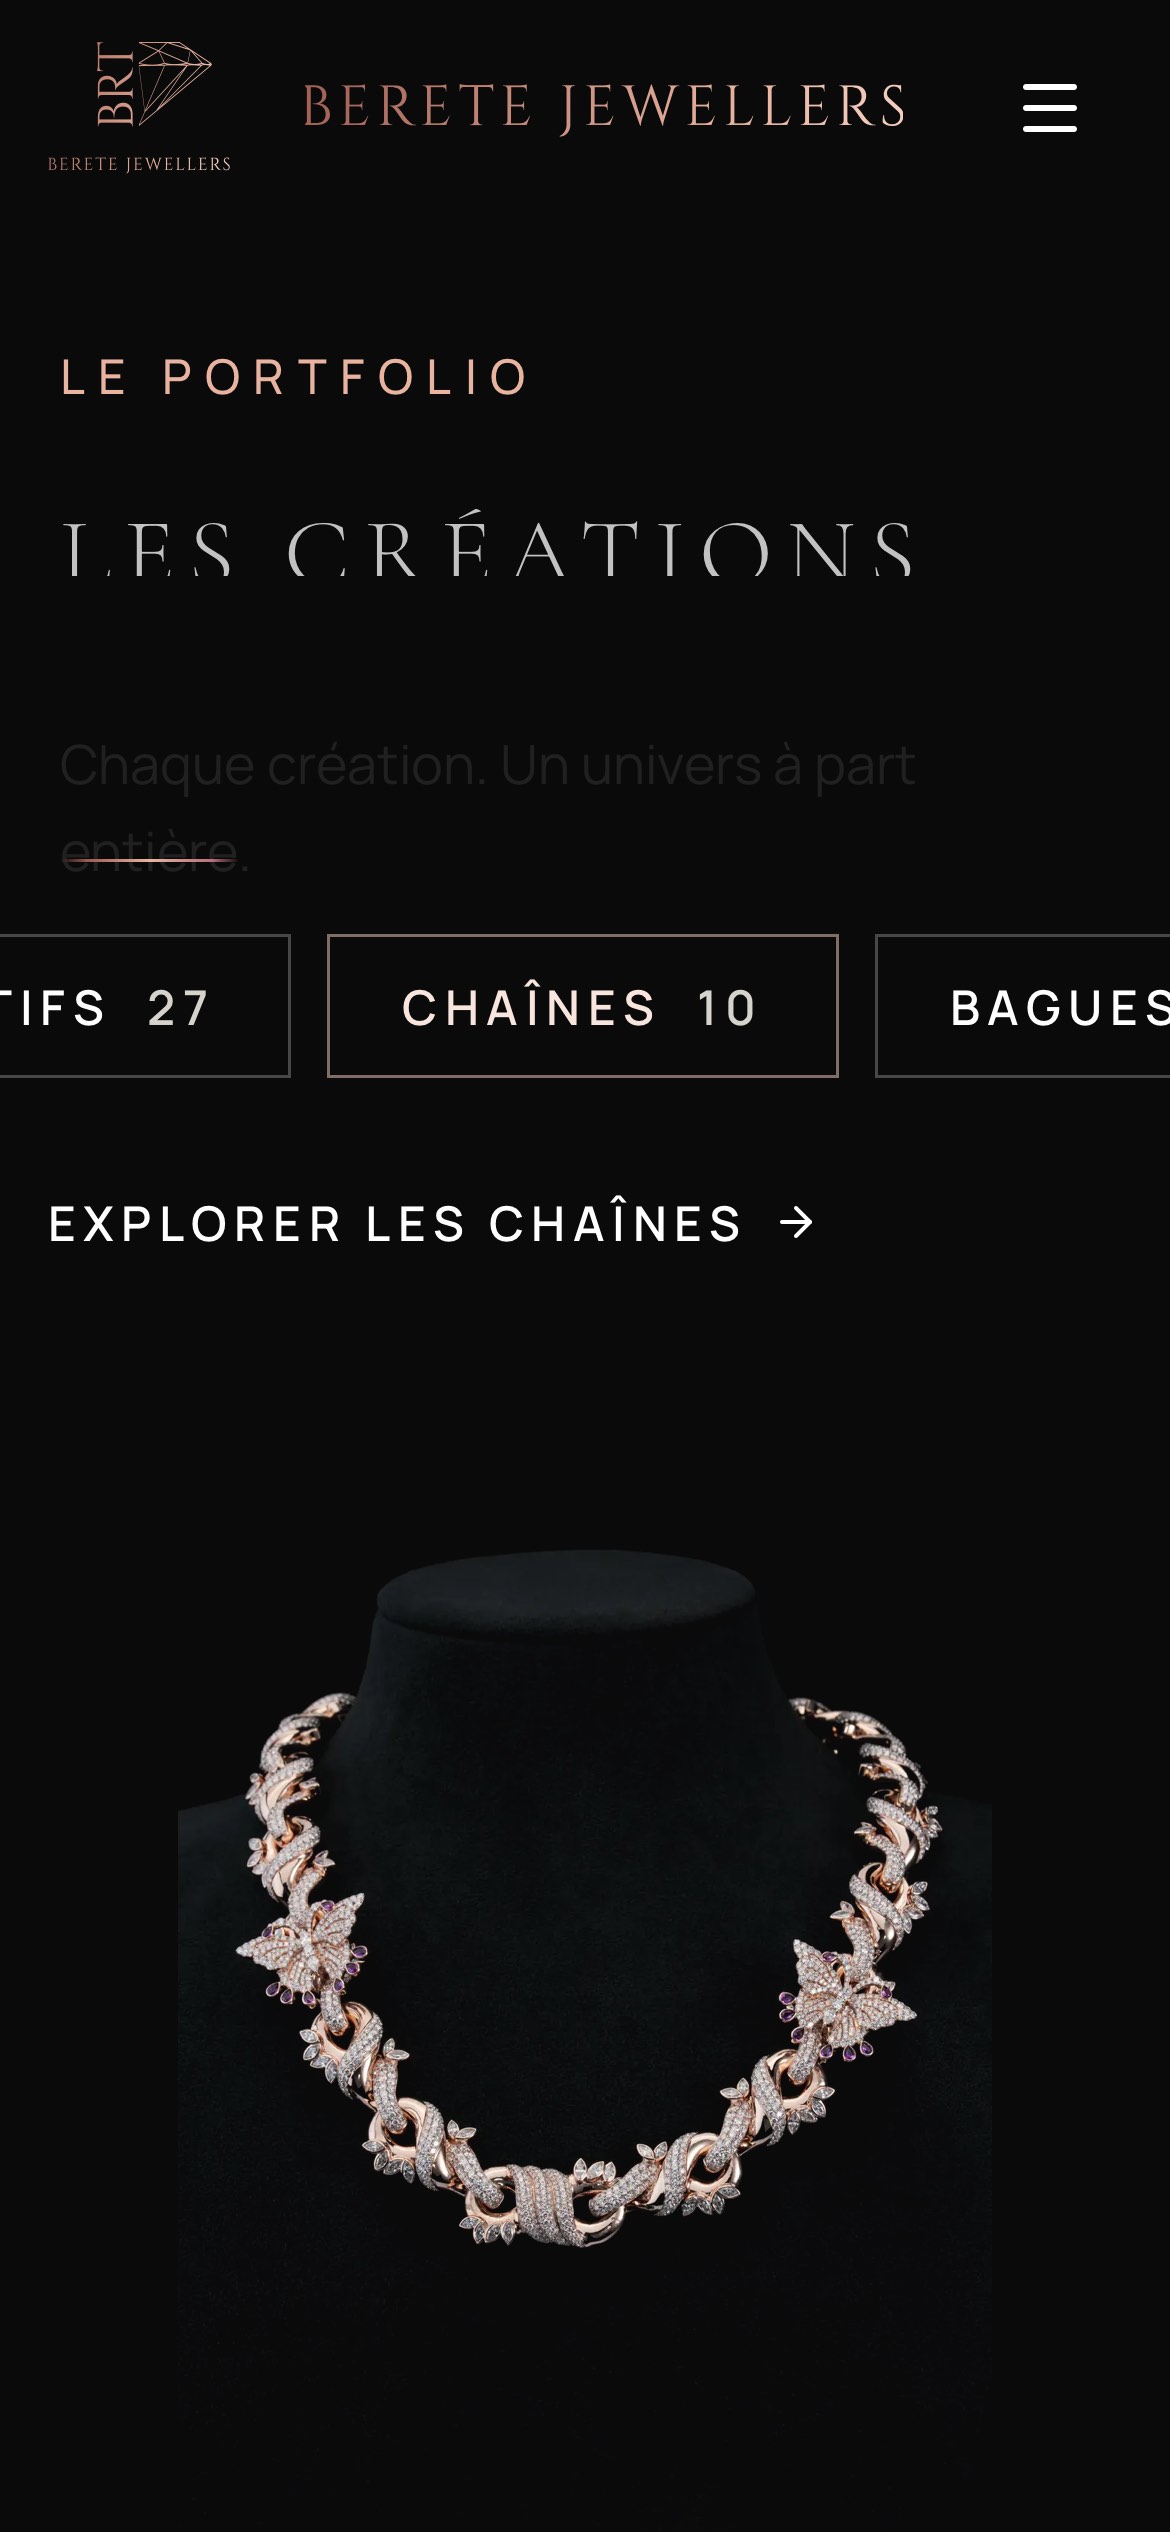 BRT
BERETE JEWELLERS
BERETE JEWELLERS
LE PORTFOLIO
LES CRÉATIONS
Chaque création. Un univers à part
entière.
TIFS 27
CHAÎNES 10
BAGUES
EXPLORER LES CHAÎNES →